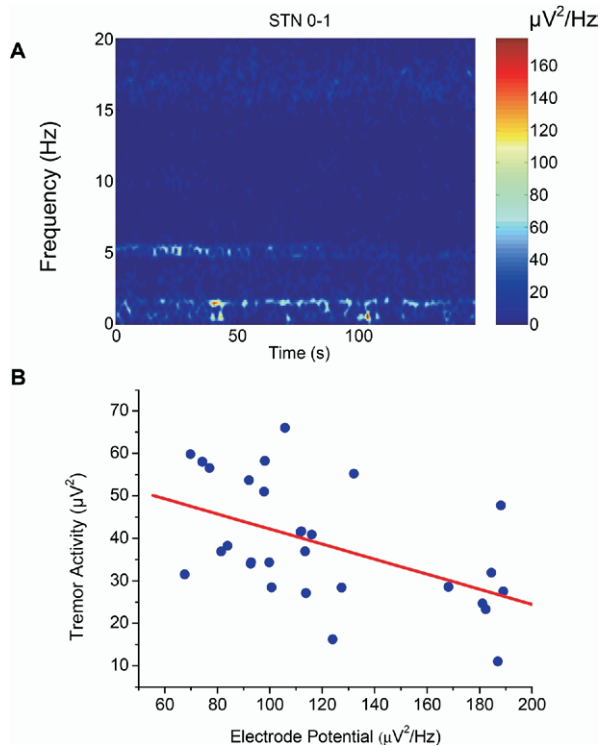 STN 0-1
µV²/Hz
A
20
15
10
5
0
Frequency (Hz)
0 50 100
Time (s)
160
140
120
100
80
60
40
20
0
B
70
60
50
40
30
20
10
Tremor Activity (µV²)
60 80 100 120 140 160 180 200
Electrode Potential (µV²/Hz)